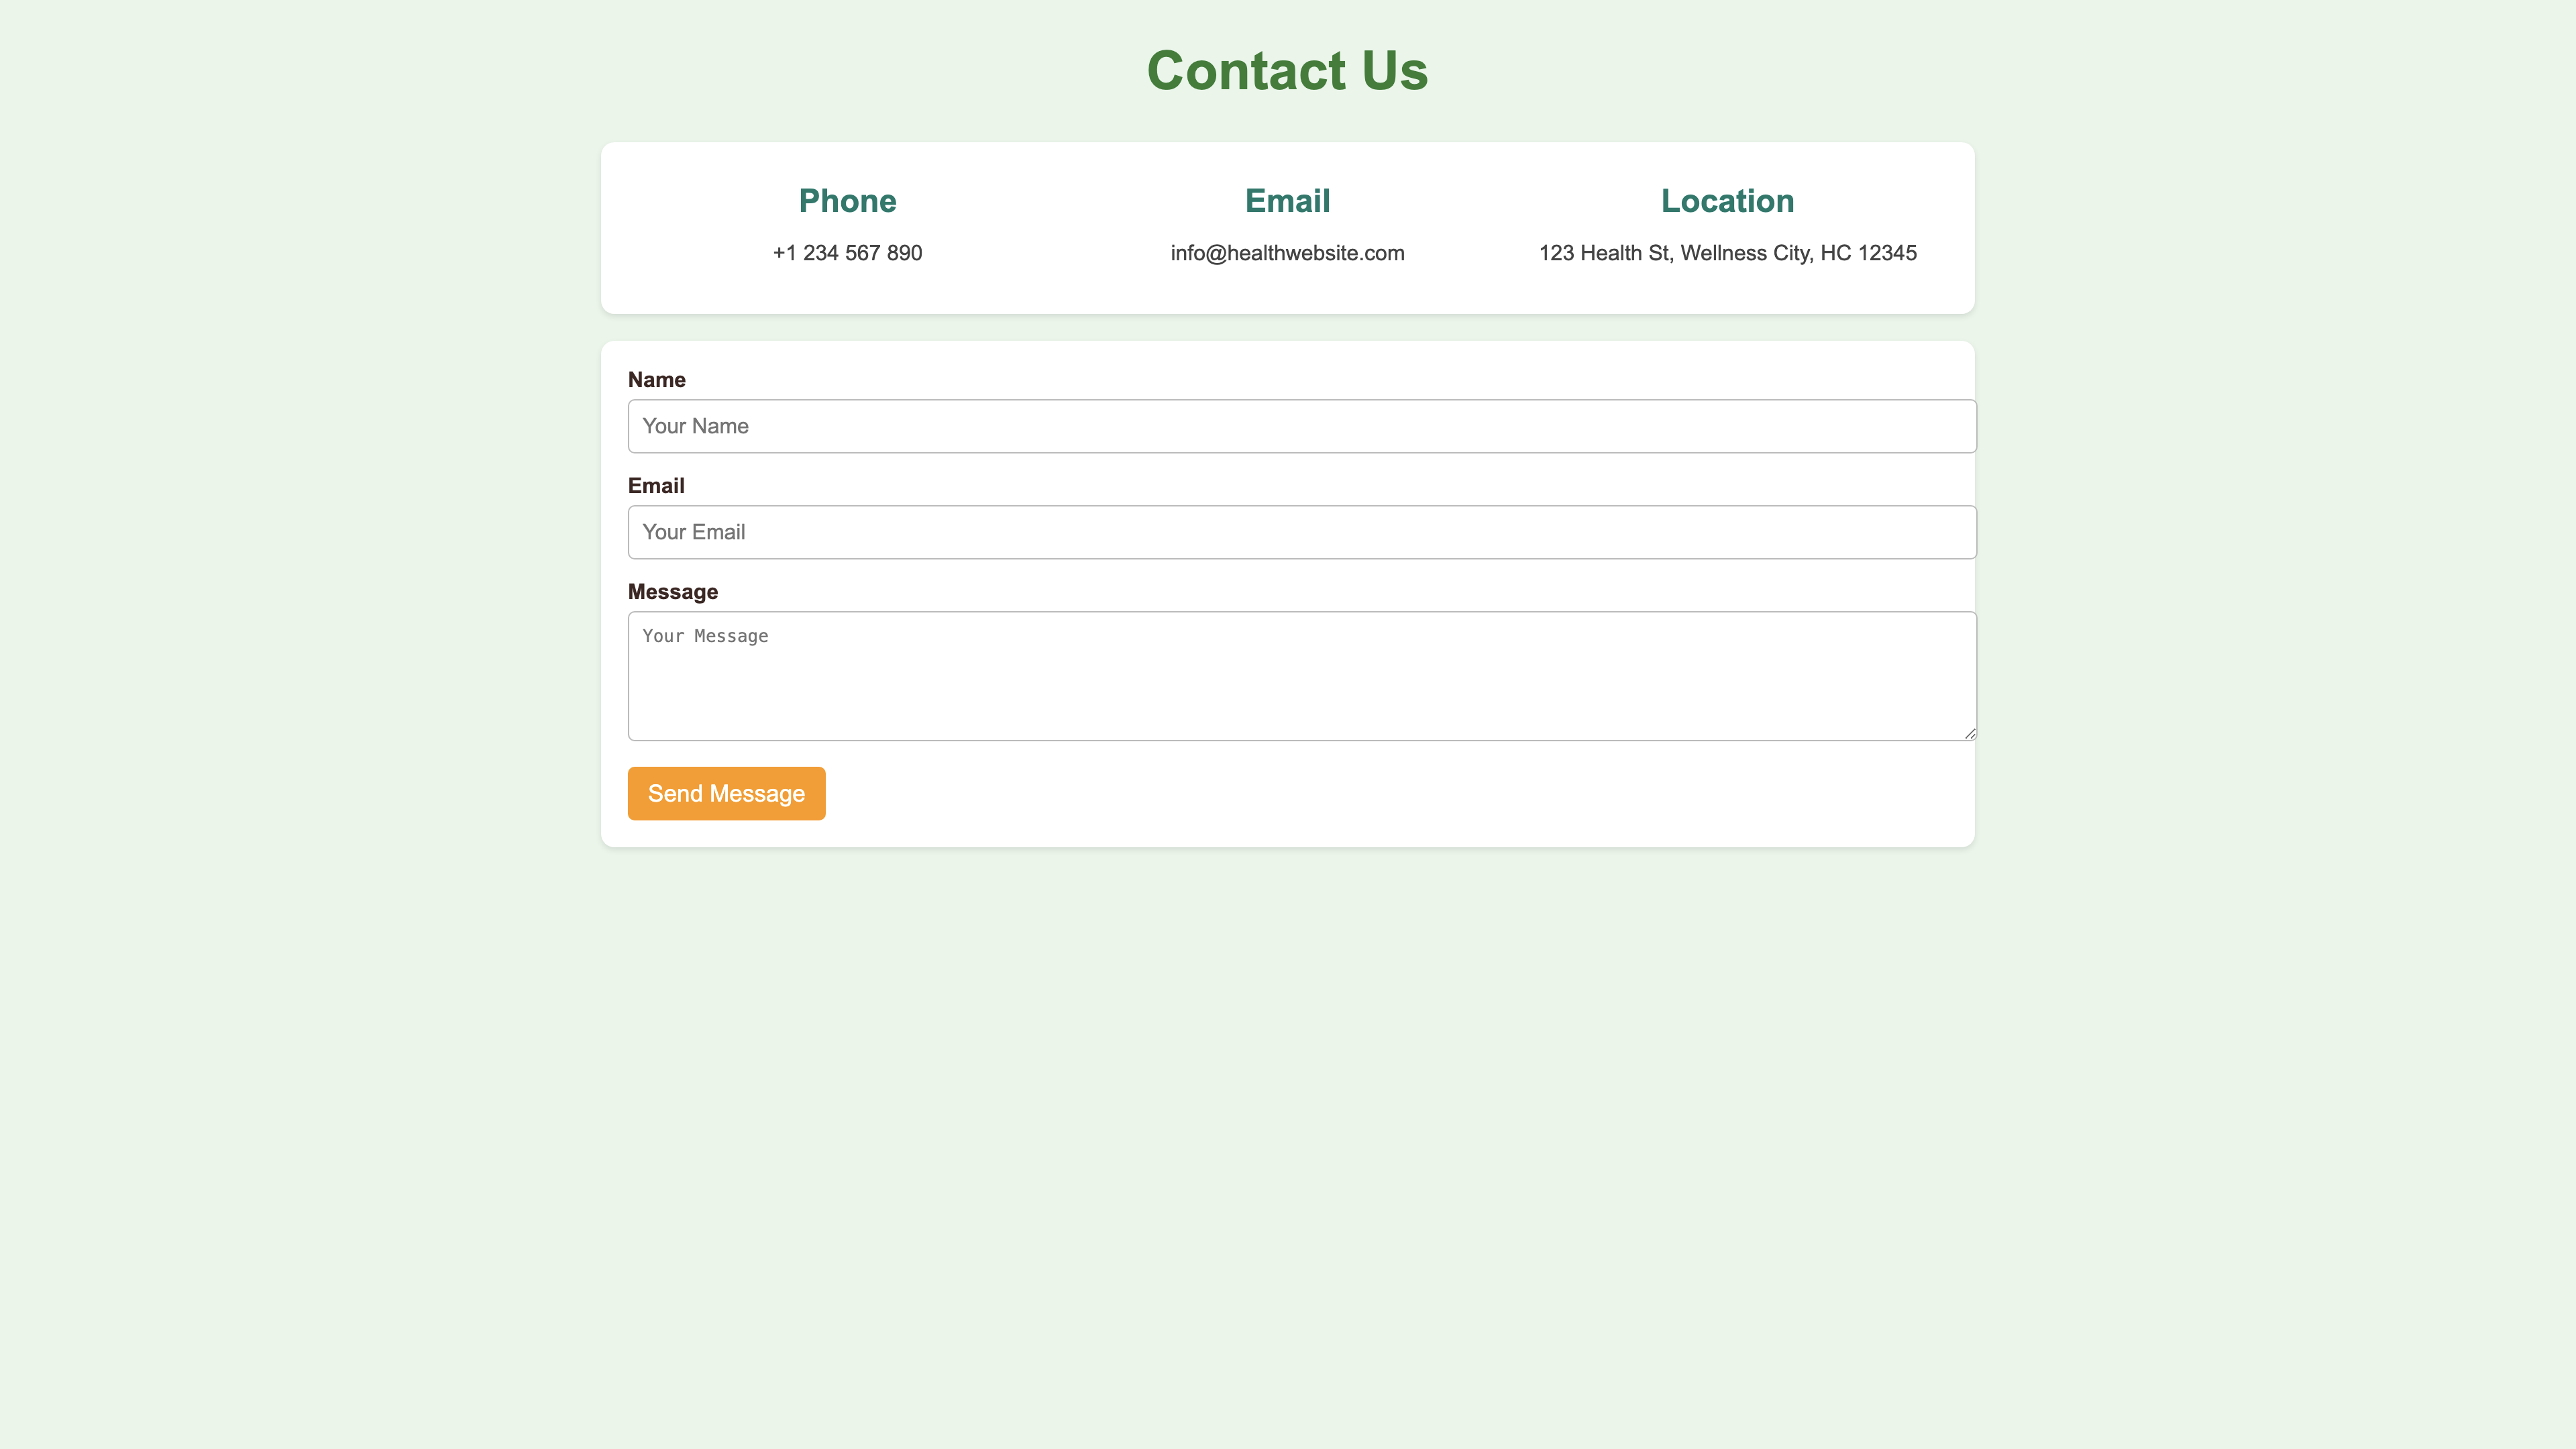 Contact Us
Phone
+1 234 567 890
Email
info@healthwebsite.com
Location
123 Health St, Wellness City, HC 12345
Name
Your Name
Email
Your Email
Message
Your Message
Send Message